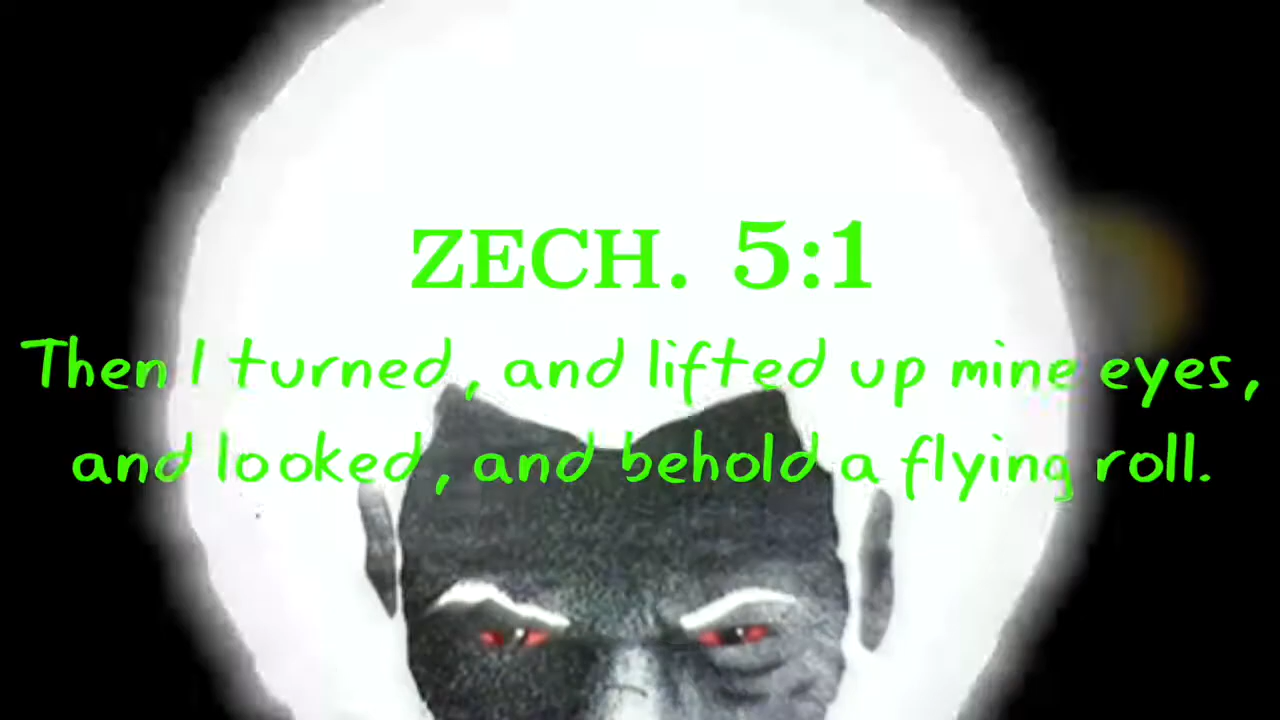 ZECH. 5:1
Then I turned, and lifted up mine eyes,
and looked, and behold a flying roll.